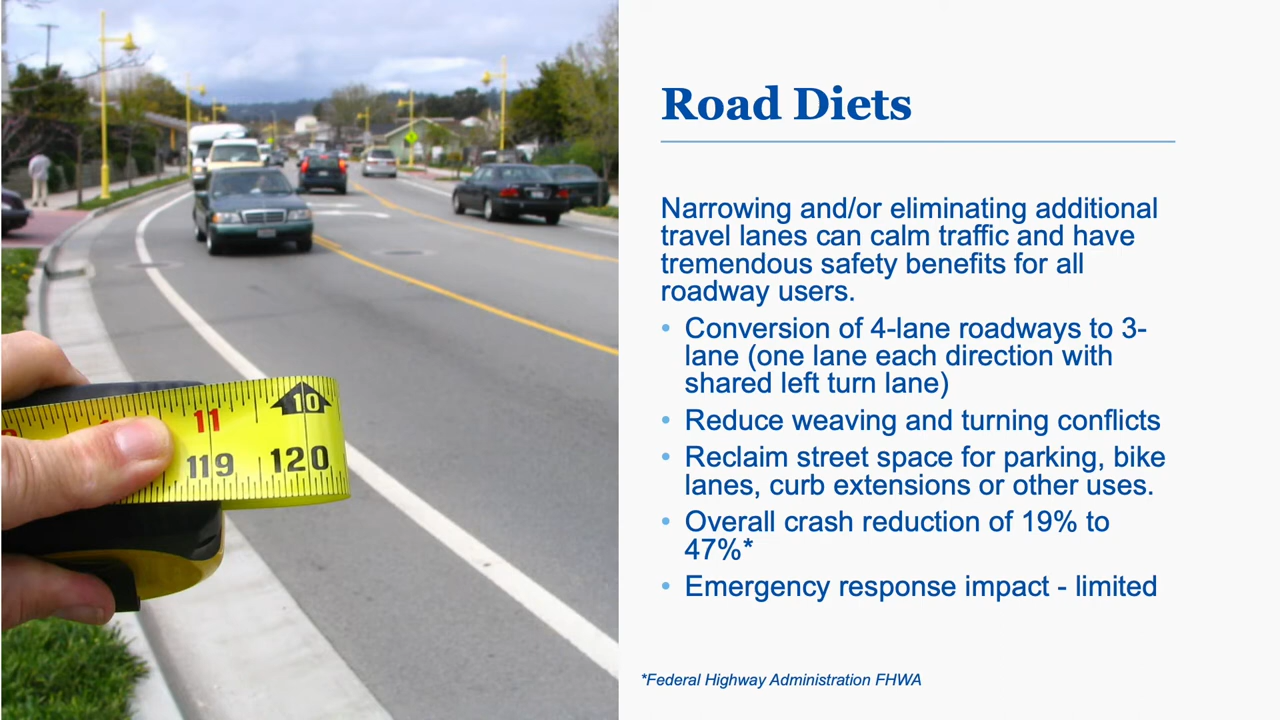 Road Diets
Narrowing and/or eliminating additional
travel lanes can calm traffic and have
tremendous safety benefits for all
roadway users.
• Conversion of 4-lane roadways to 3-
lane (one lane each direction with
shared left turn lane)
• Reduce weaving and turning conflicts
• Reclaim street space for parking, bike
lanes, curb extensions or other uses.
• Overall crash reduction of 19% to
47%*
• Emergency response impact - limited
*Federal Highway Administration FHWA
11 10
119 120